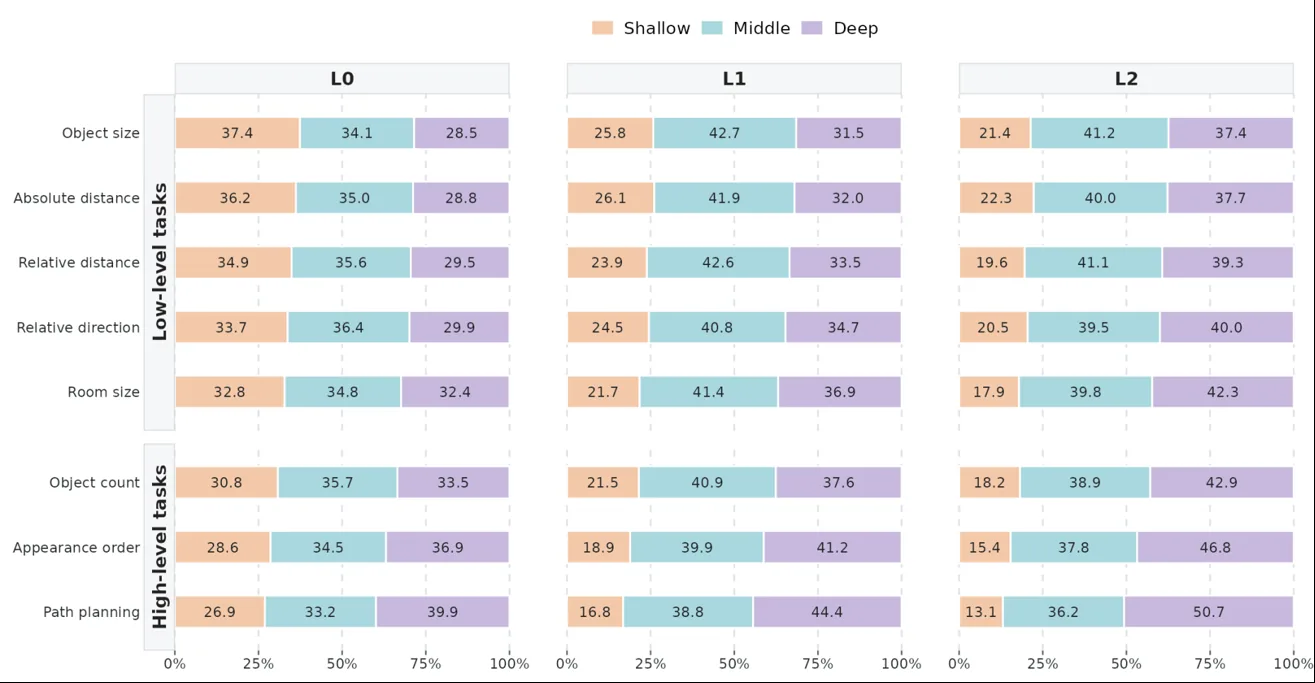 Shallow Middle Deep
L0 L1 L2
Low-level tasks
Object size 37.4 34.1 28.5 25.8 42.7 31.5 21.4 41.2 37.4
Absolute distance 36.2 35.0 28.8 26.1 41.9 32.0 22.3 40.0 37.7
Relative distance 34.9 35.6 29.5 23.9 42.6 33.5 19.6 41.1 39.3
Relative direction 33.7 36.4 29.9 24.5 40.8 34.7 20.5 39.5 40.0
Room size 32.8 34.8 32.4 21.7 41.4 36.9 17.9 39.8 42.3
High-level tasks
Object count 30.8 35.7 33.5 21.5 40.9 37.6 18.2 38.9 42.9
Appearance order 28.6 34.5 36.9 18.9 39.9 41.2 15.4 37.8 46.8
Path planning 26.9 33.2 39.9 16.8 38.8 44.4 13.1 36.2 50.7
0% 25% 50% 75% 100% 0% 25% 50% 75% 100% 0% 25% 50% 75% 100%